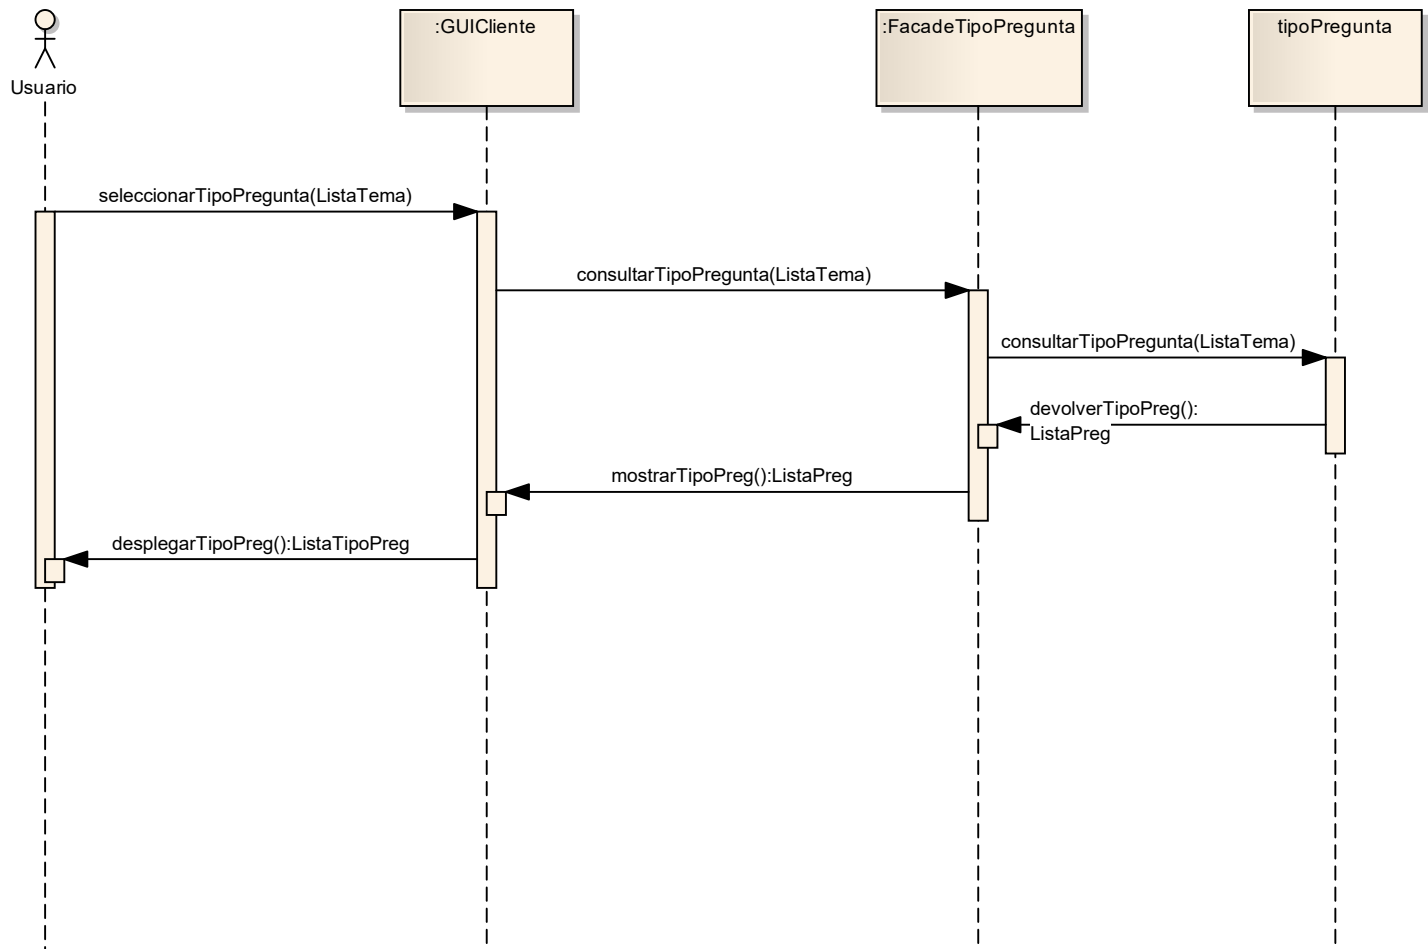 :GUICliente
:FacadeTipoPregunta
tipoPregunta
Usuario
seleccionarTipoPregunta(ListaTema)
consultarTipoPregunta(ListaTema)
consultarTipoPregunta(ListaTema)
devolverTipoPreg():
ListaPreg
mostrarTipoPreg():ListaPreg
desplegarTipoPreg():ListaTipoPreg